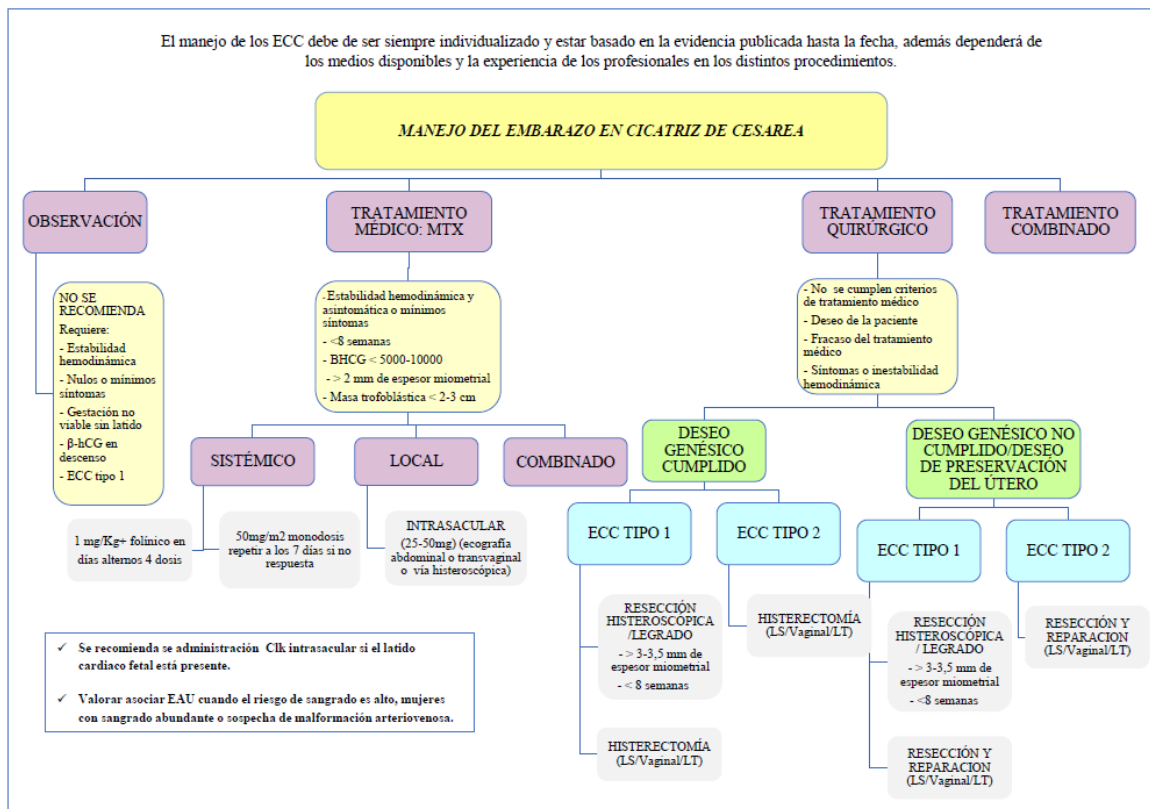 El manejo de los ECC debe de ser siempre individualizado y estar basado en la evidencia publicada hasta la fecha, además dependerá de
los medios disponibles y la experiencia de los profesionales en los distintos procedimientos.
MANEJO DEL EMBARAZO EN CICATRIZ DE CESAREA
OBSERVACIÓN
TRATAMIENTO
MÉDICO: MTX
TRATAMIENTO
QUIRÚRGICO
TRATAMIENTO
COMBINADO
NO SE
RECOMIENDA
Requiere:
- Estabilidad
hemodinámica
- Nulos o mínimos
síntomas
- Gestación no
viable sin latido
- β-hCG en
descenso
- ECC tipo 1
- Estabilidad hemodinámica y
asintomática o mínimos
síntomas
- <8 semanas
- BHCG < 5000-10000
- > 2 mm de espesor miometrial
- Masa trofoblástica < 2-3 cm
- No se cumplen criterios
de tratamiento médico
- Deseo de la paciente
- Fracaso del tratamiento
médico
- Síntomas o inestabilidad
hemodinámica
SISTÉMICO
LOCAL
COMBINADO
1 mg/Kg+ folínico en
días alternos 4 dosis
50mg/m2 monodosis
repetir a los 7 días si no
respuesta
INTRASACULAR
(25-50mg) (ecografía
abdominal o transvaginal
o vía histeroscópica)
DESEO
GENÉSICO
CUMPLIDO
DESEO GENÉSICO NO
CUMPLIDO/DESEO
DE PRESERVACIÓN
DEL ÚTERO
ECC TIPO 1
ECC TIPO 2
ECC TIPO 1
ECC TIPO 2
RESECCIÓN
HISTEROSCÓPICA
/LEGRADO
- > 3-3,5 mm de
espesor miometrial
- < 8 semanas
HISTERECTOMÍA
(LS/Vaginal/LT)
HISTERECTOMÍA
(LS/Vaginal/LT)
RESECCIÓN
HISTEROSCÓPICA
/ LEGRADO
- > 3-3,5 mm de
espesor miometrial
- <8 semanas
RESECCIÓN Y
REPARACION
(LS/Vaginal/LT)
RESECCIÓN Y
REPARACION
(LS/Vaginal/LT)
✓ Se recomienda se administración Clk intrasacular si el latido
cardiaco fetal está presente.
✓ Valorar asociar EAU cuando el riesgo de sangrado es alto, mujeres
con sangrado abundante o sospecha de malformación arteriovenosa.